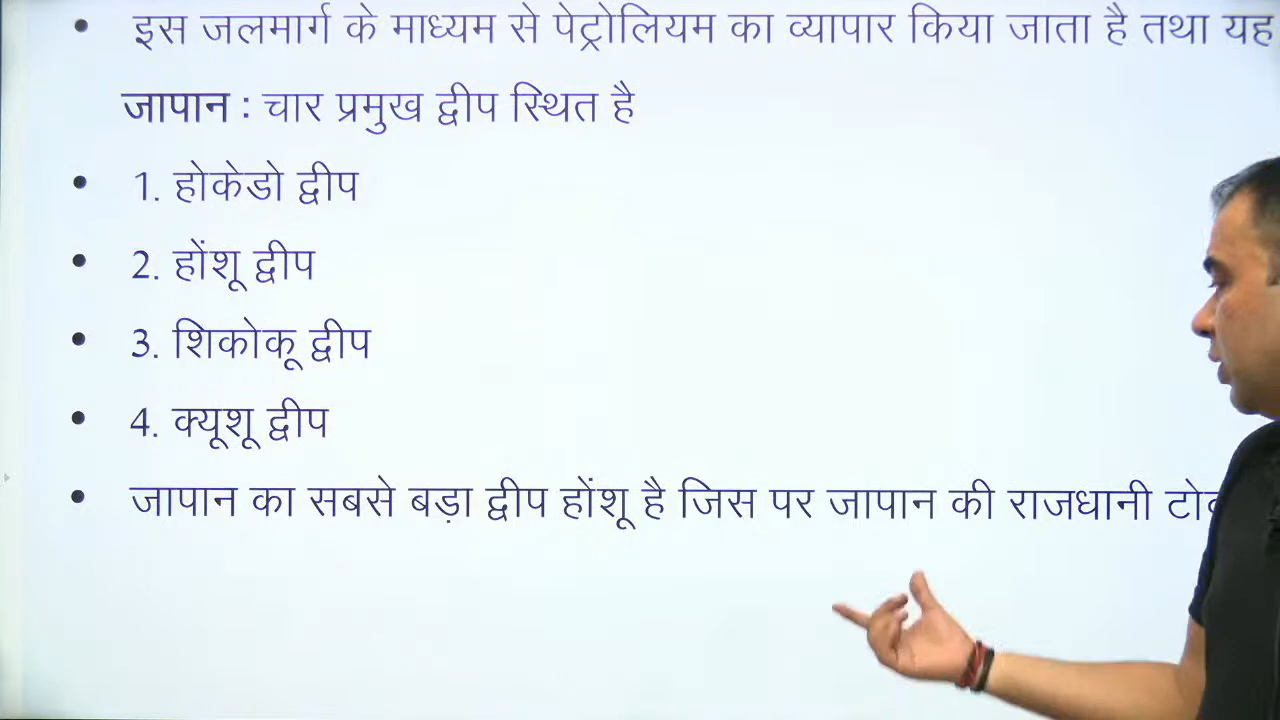 • इस जलमार्ग के माध्यम से पेट्रोलियम का व्यापार किया जाता है तथा यह
जापान : चार प्रमुख द्वीप स्थित है
• 1. होकेडो द्वीप
• 2. होंशू द्वीप
• 3. शिकोकू द्वीप
• 4. क्यूशू द्वीप
• जापान का सबसे बड़ा द्वीप होंशू है जिस पर जापान की राजधानी